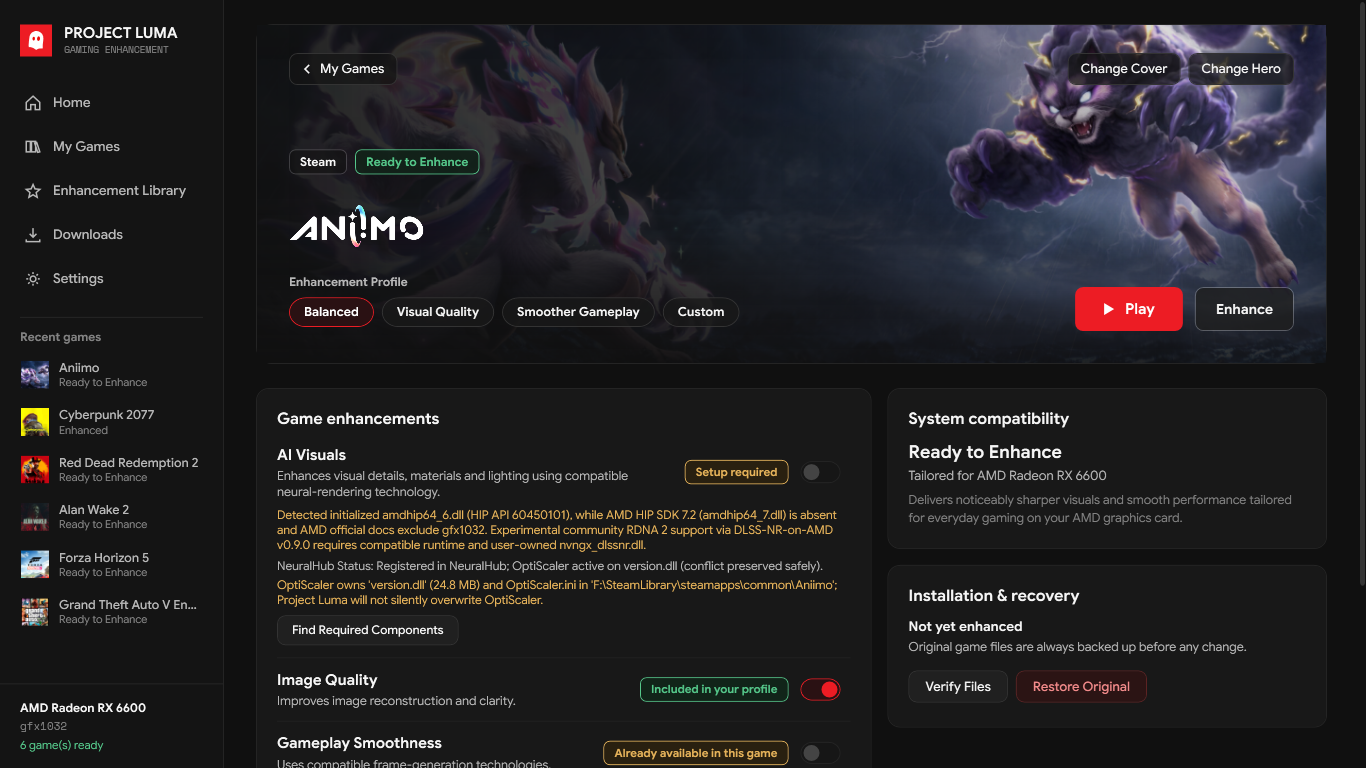 PROJECT LUMA
GAMING ENHANCEMENT
Home
My Games
Enhancement Library
Downloads
Settings
Recent games
Aniimo
Ready to Enhance
Cyberpunk 2077
Enhanced
Red Dead Redemption 2
Ready to Enhance
Alan Wake 2
Ready to Enhance
Forza Horizon 5
Ready to Enhance
Grand Theft Auto V En...
Ready to Enhance
AMD Radeon RX 6600
gfx1032
6 game(s) ready
My Games
Change Cover
Change Hero
Steam
Ready to Enhance
ANiiMO
Enhancement Profile
Balanced
Visual Quality
Smoother Gameplay
Custom
Play
Enhance
Game enhancements
AI Visuals
Enhances visual details, materials and lighting using compatible
neural-rendering technology.
Setup required
Detected initialized amdhip64_6.dll (HIP API 60450101), while AMD HIP SDK 7.2 (amdhip64_7.dll) is absent
and AMD official docs exclude gfx1032. Experimental community RDNA 2 support via DLSS-NR-on-AMD
v0.9.0 requires compatible runtime and user-owned nvngx_dlssnr.dll.
NeuralHub Status: Registered in NeuralHub; OptiScaler active on version.dll (conflict preserved safely).
OptiScaler owns 'version.dll' (24.8 MB) and OptiScaler.ini in 'F:\SteamLibrary\steamapps\common\Aniimo';
Project Luma will not silently overwrite OptiScaler.
Find Required Components
Image Quality
Improves image reconstruction and clarity.
Included in your profile
Gameplay Smoothness
Uses compatible frame-generation technologies.
Already available in this game
System compatibility
Ready to Enhance
Tailored for AMD Radeon RX 6600
Delivers noticeably sharper visuals and smooth performance tailored
for everyday gaming on your AMD graphics card.
Installation & recovery
Not yet enhanced
Original game files are always backed up before any change.
Verify Files
Restore Original